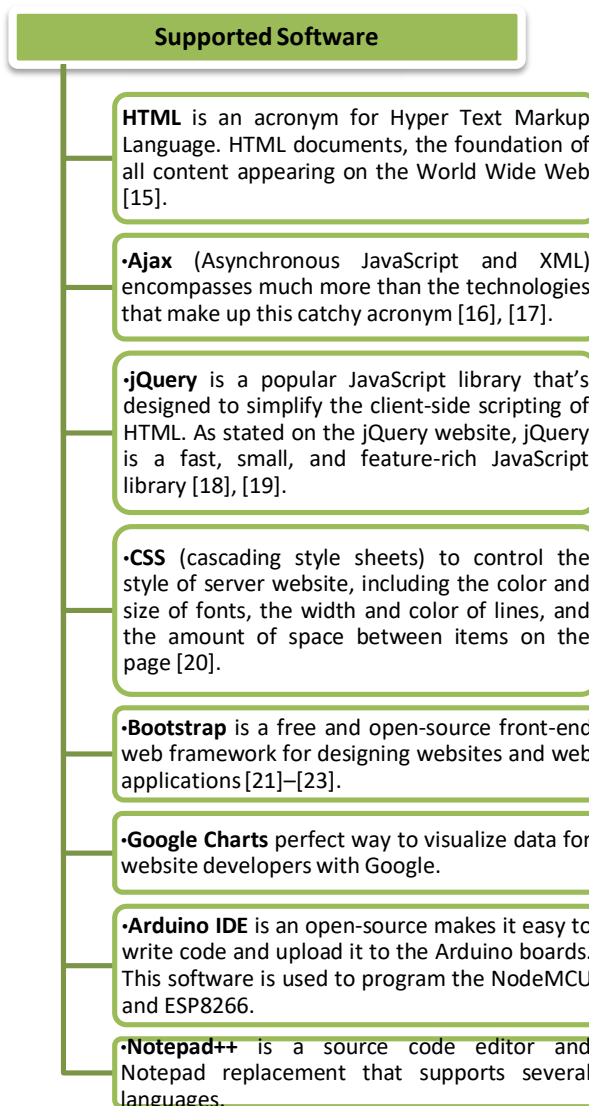 Supported Software
HTML is an acronym for Hyper Text Markup
Language. HTML documents, the foundation of
all content appearing on the World Wide Web
[15].
•Ajax (Asynchronous JavaScript and XML)
encompasses much more than the technologies
that make up this catchy acronym [16], [17].
•jQuery is a popular JavaScript library that’s
designed to simplify the client-side scripting of
HTML. As stated on the jQuery website, jQuery
is a fast, small, and feature-rich JavaScript
library [18], [19].
•CSS (cascading style sheets) to control the
style of server website, including the color and
size of fonts, the width and color of lines, and
the amount of space between items on the
page [20].
•Bootstrap is a free and open-source front-end
web framework for designing websites and web
applications [21]–[23].
•Google Charts perfect way to visualize data for
website developers with Google.
•Arduino IDE is an open-source makes it easy to
write code and upload it to the Arduino boards.
This software is used to program the NodeMCU
and ESP8266.
•Notepad++ is a source code editor and
Notepad replacement that supports several
languages.